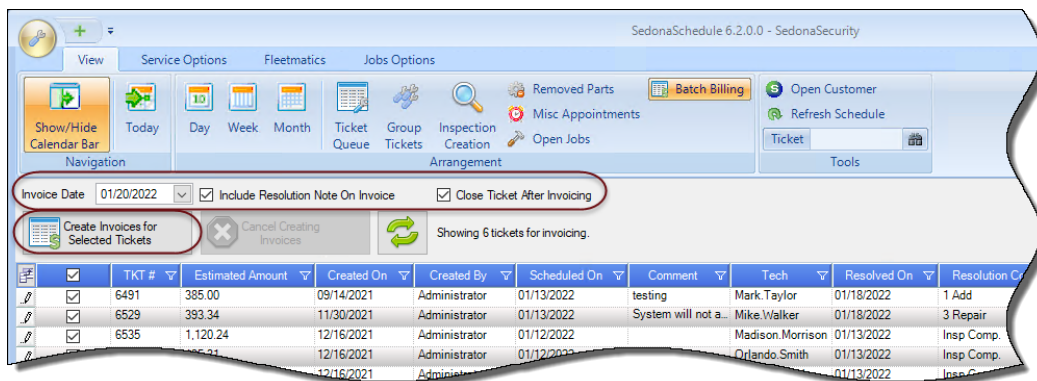 SedonaSchedule 6.2.0.0 - SedonaSecurity
View Service Options Fleetmatics Jobs Options
Show/Hide Calendar Bar
Today
Navigation
Day Week Month
Ticket Queue
Group Tickets
Inspection Creation
Removed Parts
Misc Appointments
Open Jobs
Batch Billing
Arrangement
Open Customer
Refresh Schedule
Ticket
Tools
Invoice Date 01/20/2022 Include Resolution Note On Invoice Close Ticket After Invoicing
Create Invoices for Selected Tickets
Cancel Creating Invoices
Showing 6 tickets for invoicing.
TKT # Estimated Amount Created On Created By Scheduled On Comment Tech Resolved On Resolution
6491 385.00 09/14/2021 Administrator 01/13/2022 testing Mark.Taylor 01/18/2022 1 Add
6529 393.34 11/30/2021 Administrator 01/13/2022 System will not a... Mike.Walker 01/18/2022 3 Repair
6535 1,120.24 12/16/2021 Administrator 01/12/2022 Madison.Morrison 01/13/2022 Insp Comp.
12/16/2021 Administrator 01/12/2022 Orlando.Smith 01/13/2022 Insp Comp.
12/16/2021 01/13/2022